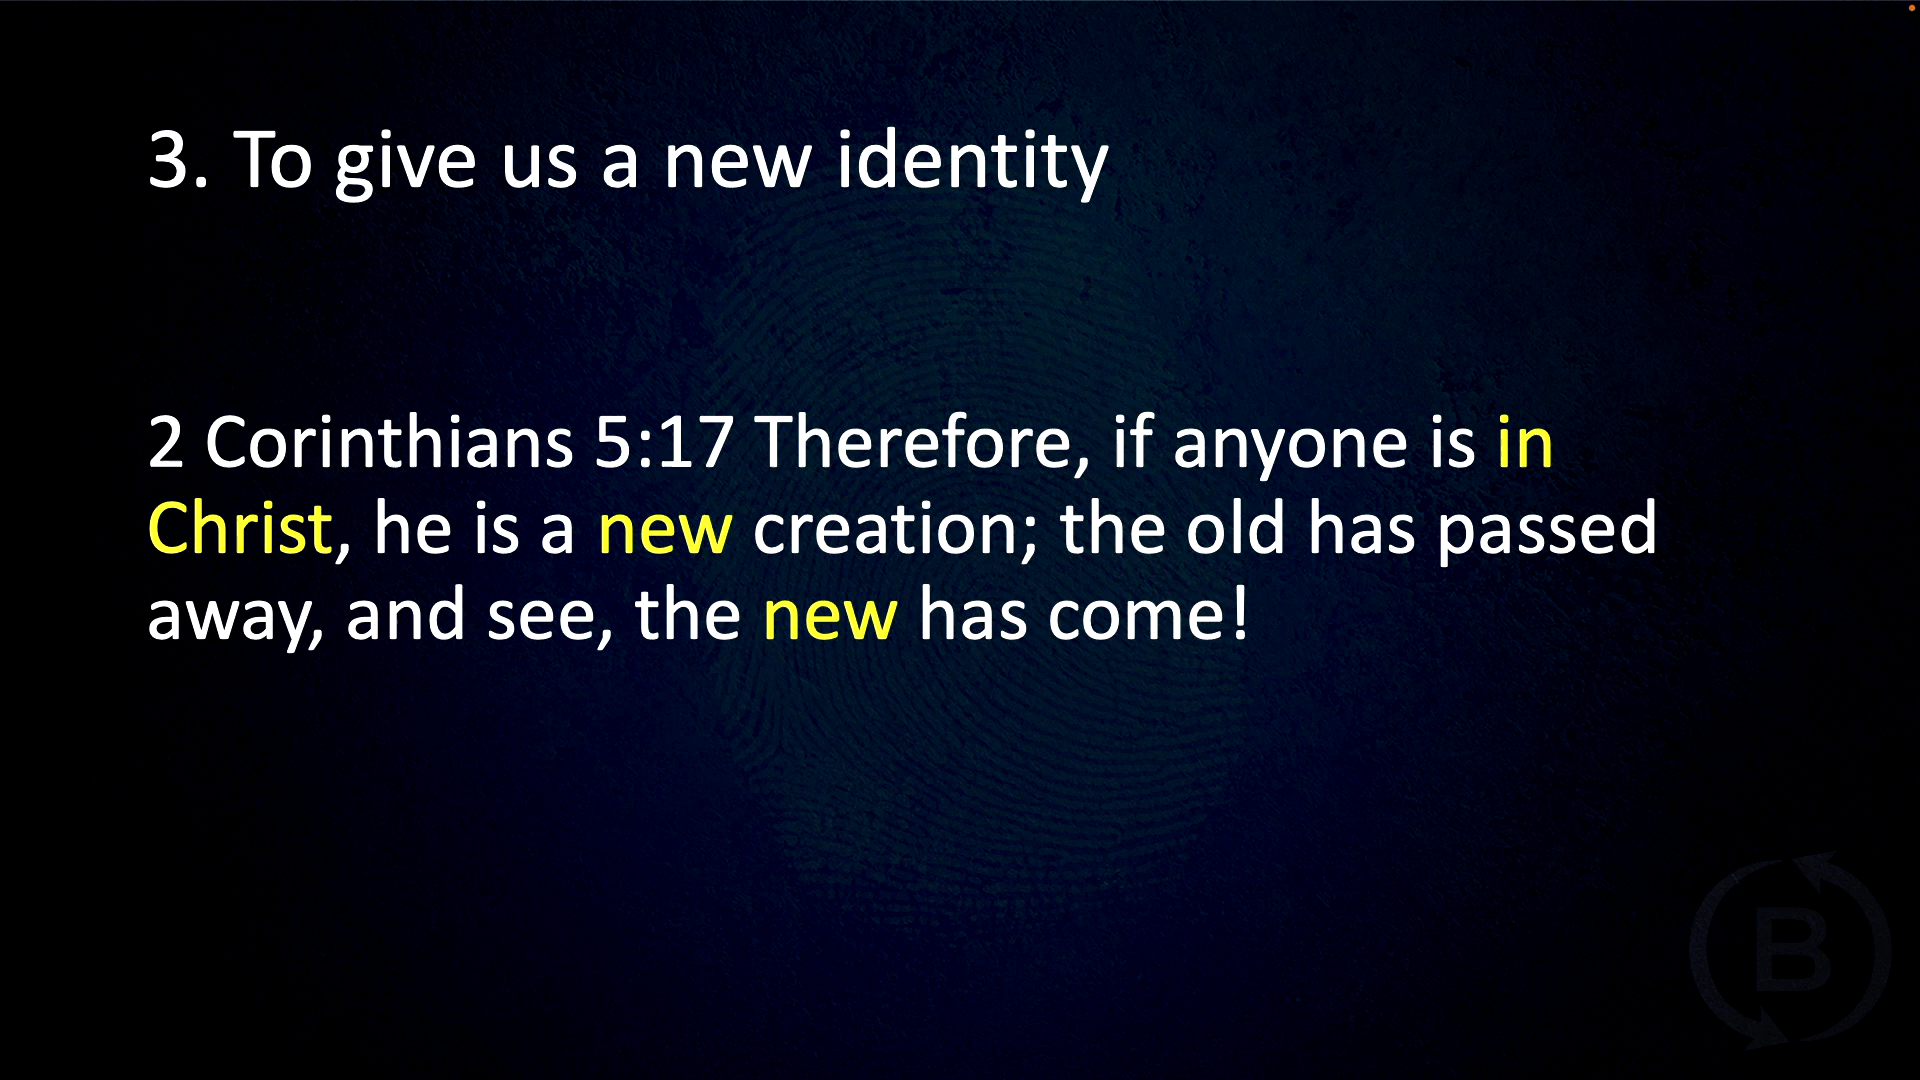 3. To give us a new identity
2 Corinthians 5:17 Therefore, if anyone is in
Christ, he is a new creation; the old has passed
away, and see, the new has come!
B